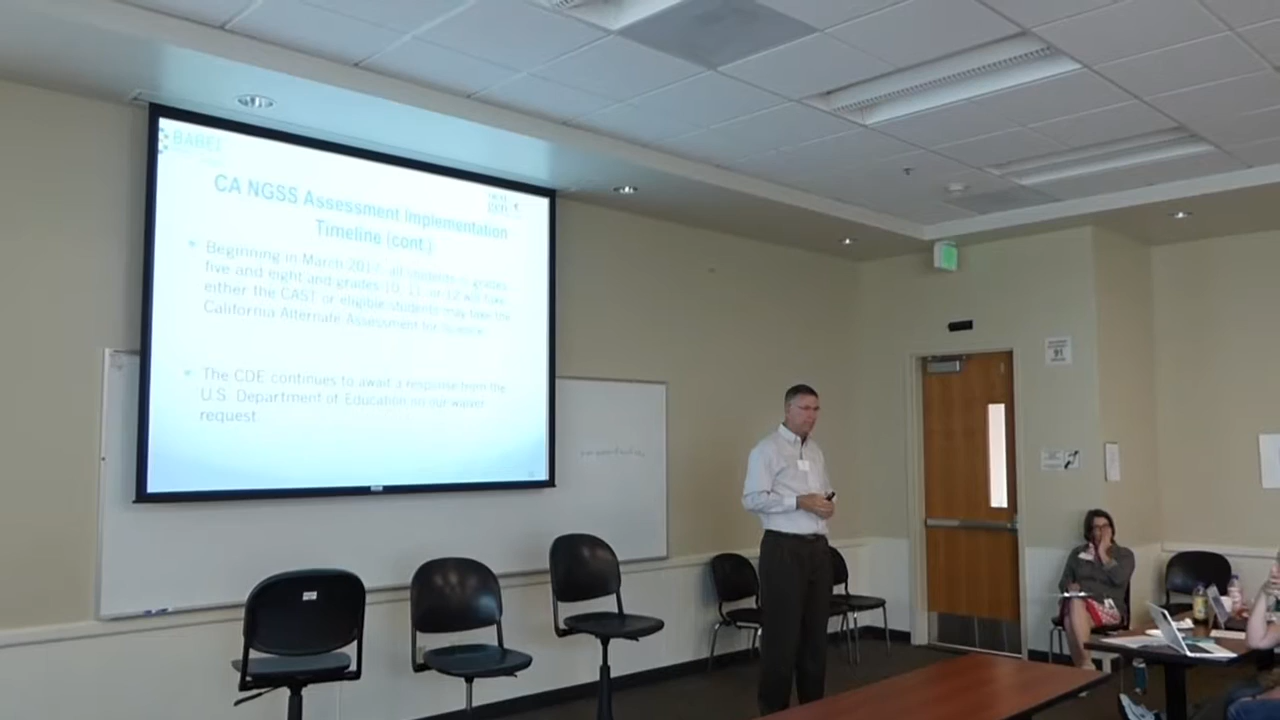 BABEL
CA NGSS Assessment Implementation
Timeline (cont.)
Beginning in March 2017, all students in grades
five and eight and grades 10, 11, or 12 will take
either the CAST or eligible students may take the
California Alternate Assessment for Science.
The CDE continues to await a response from the
U.S. Department of Education on our waiver
request
91